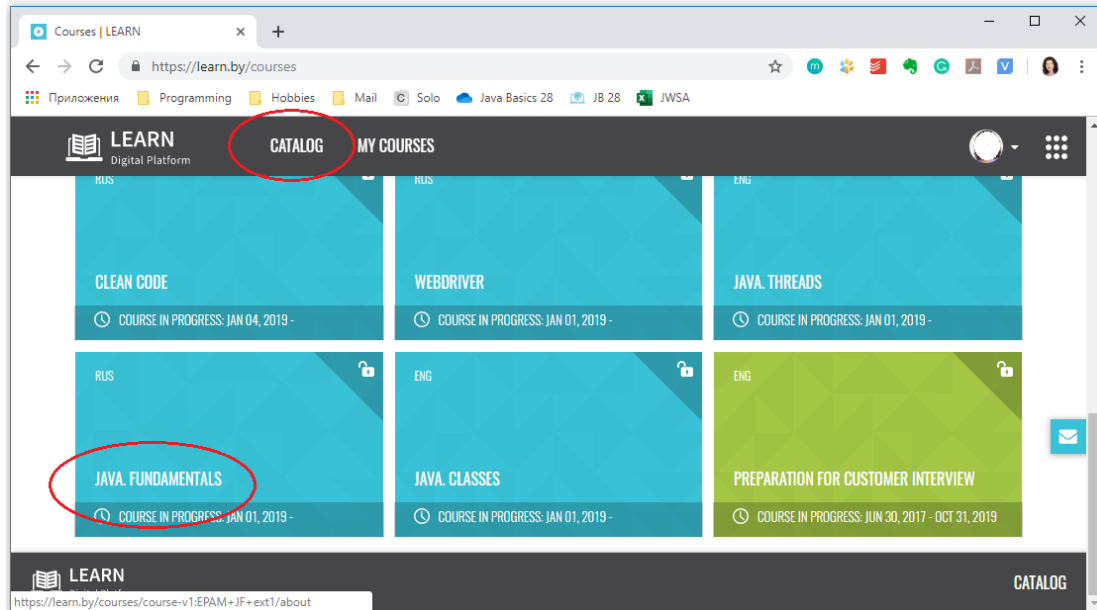 Courses | LEARN
https://learn.by/courses
Приложения Programming Hobbies Mail C Solo Java Basics 28 JB 28 JWSA
LEARN
Digital Platform
CATALOG MY COURSES
RUS RUS ENG
CLEAN CODE WEBDRIVER JAVA. THREADS
COURSE IN PROGRESS: JAN 04, 2019 - COURSE IN PROGRESS: JAN 01, 2019 - COURSE IN PROGRESS: JAN 01, 2019 -
RUS ENG ENG
JAVA. FUNDAMENTALS JAVA. CLASSES PREPARATION FOR CUSTOMER INTERVIEW
COURSE IN PROGRESS: JAN 01, 2019 - COURSE IN PROGRESS: JAN 01, 2019 - COURSE IN PROGRESS: JUN 30, 2017 - OCT 31, 2019
LEARN
CATALOG
https://learn.by/courses/course-v1:EPAM+JF+ext1/about